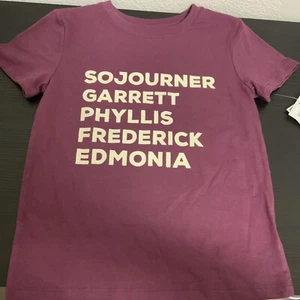 SOJOURNER
GARRETT
PHYLLIS
FREDERICK
EDMONIA